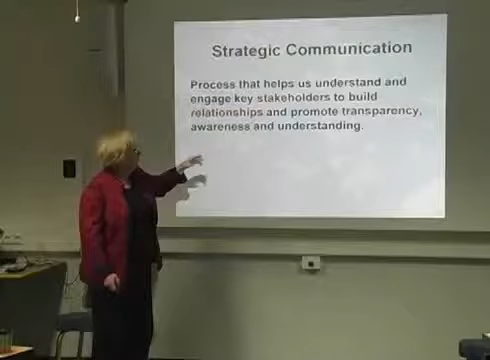 Strategic Communication
Process that helps us understand and
engage key stakeholders to build
relationships and promote transparency,
awareness and understanding.